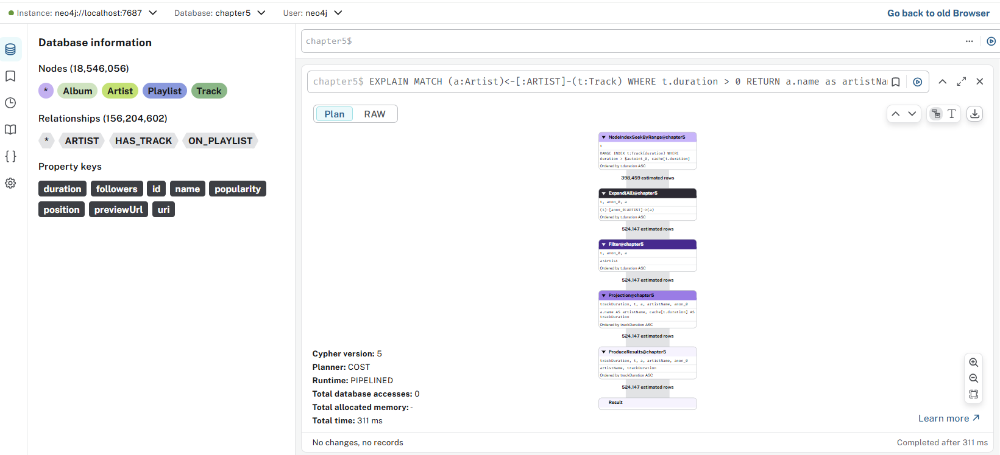 Instance: neo4j://localhost:7687 Database: chapter5 User: neo4j Go back to old Browser
Database information
Nodes (18,546,056)
* Album Artist Playlist Track
Relationships (156,204,602)
* ARTIST HAS_TRACK ON_PLAYLIST
Property keys
duration followers id name popularity
position previewUrl uri
chapter5$
chapter5$ EXPLAIN MATCH (a:Artist)<-[:ARTIST]-(t:Track) WHERE t.duration > 0 RETURN a.name as artistNa
Plan RAW
NodeIndexSeekByRange@chapter5
t
RANGE INDEX t:Track(duration) WHERE
duration > $autoint_0, cache[t.duration]
Ordered by t.duration ASC
398,459 estimated rows
Expand(All)@chapter5
t, anon_0, a
(t)-[anon_0:ARTIST]->(a)
Ordered by t.duration ASC
524,147 estimated rows
Filter@chapter5
t, anon_0, a
a:Artist
Ordered by t.duration ASC
524,147 estimated rows
Projection@chapter5
trackDuration, t, a, artistName, anon_0
a.name AS artistName, cache[t.duration] AS
trackDuration
Ordered by trackDuration ASC
524,147 estimated rows
ProduceResults@chapter5
trackDuration, t, a, artistName, anon_0
artistName, trackDuration
Ordered by trackDuration ASC
524,147 estimated rows
Result
Cypher version: 5
Planner: COST
Runtime: PIPELINED
Total database accesses: 0
Total allocated memory: -
Total time: 311 ms
Learn more
No changes, no records
Completed after 311 ms